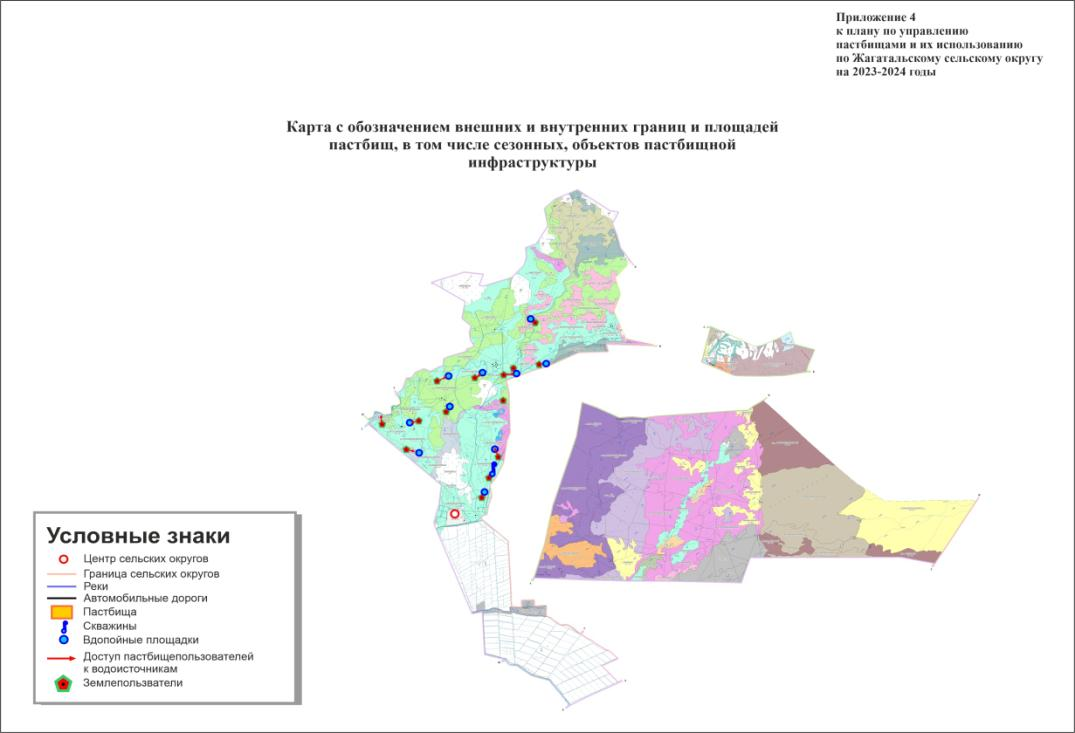 Приложение 4
к плану по управлению
пастбищами и их использованию
по Жагатальскому сельскому округу
на 2023-2024 годы
Карта с обозначением внешних и внутренних границ и площадей
пастбищ, в том числе сезонных, объектов пастбищной
инфраструктуры
Условные знаки
Центр сельских округов
Граница сельских округов
Реки
Автомобильные дороги
Пастбища
Скважины
Вдопойные площадки
Доступ пастбищепользователей
к водоисточникам
Землепользватели